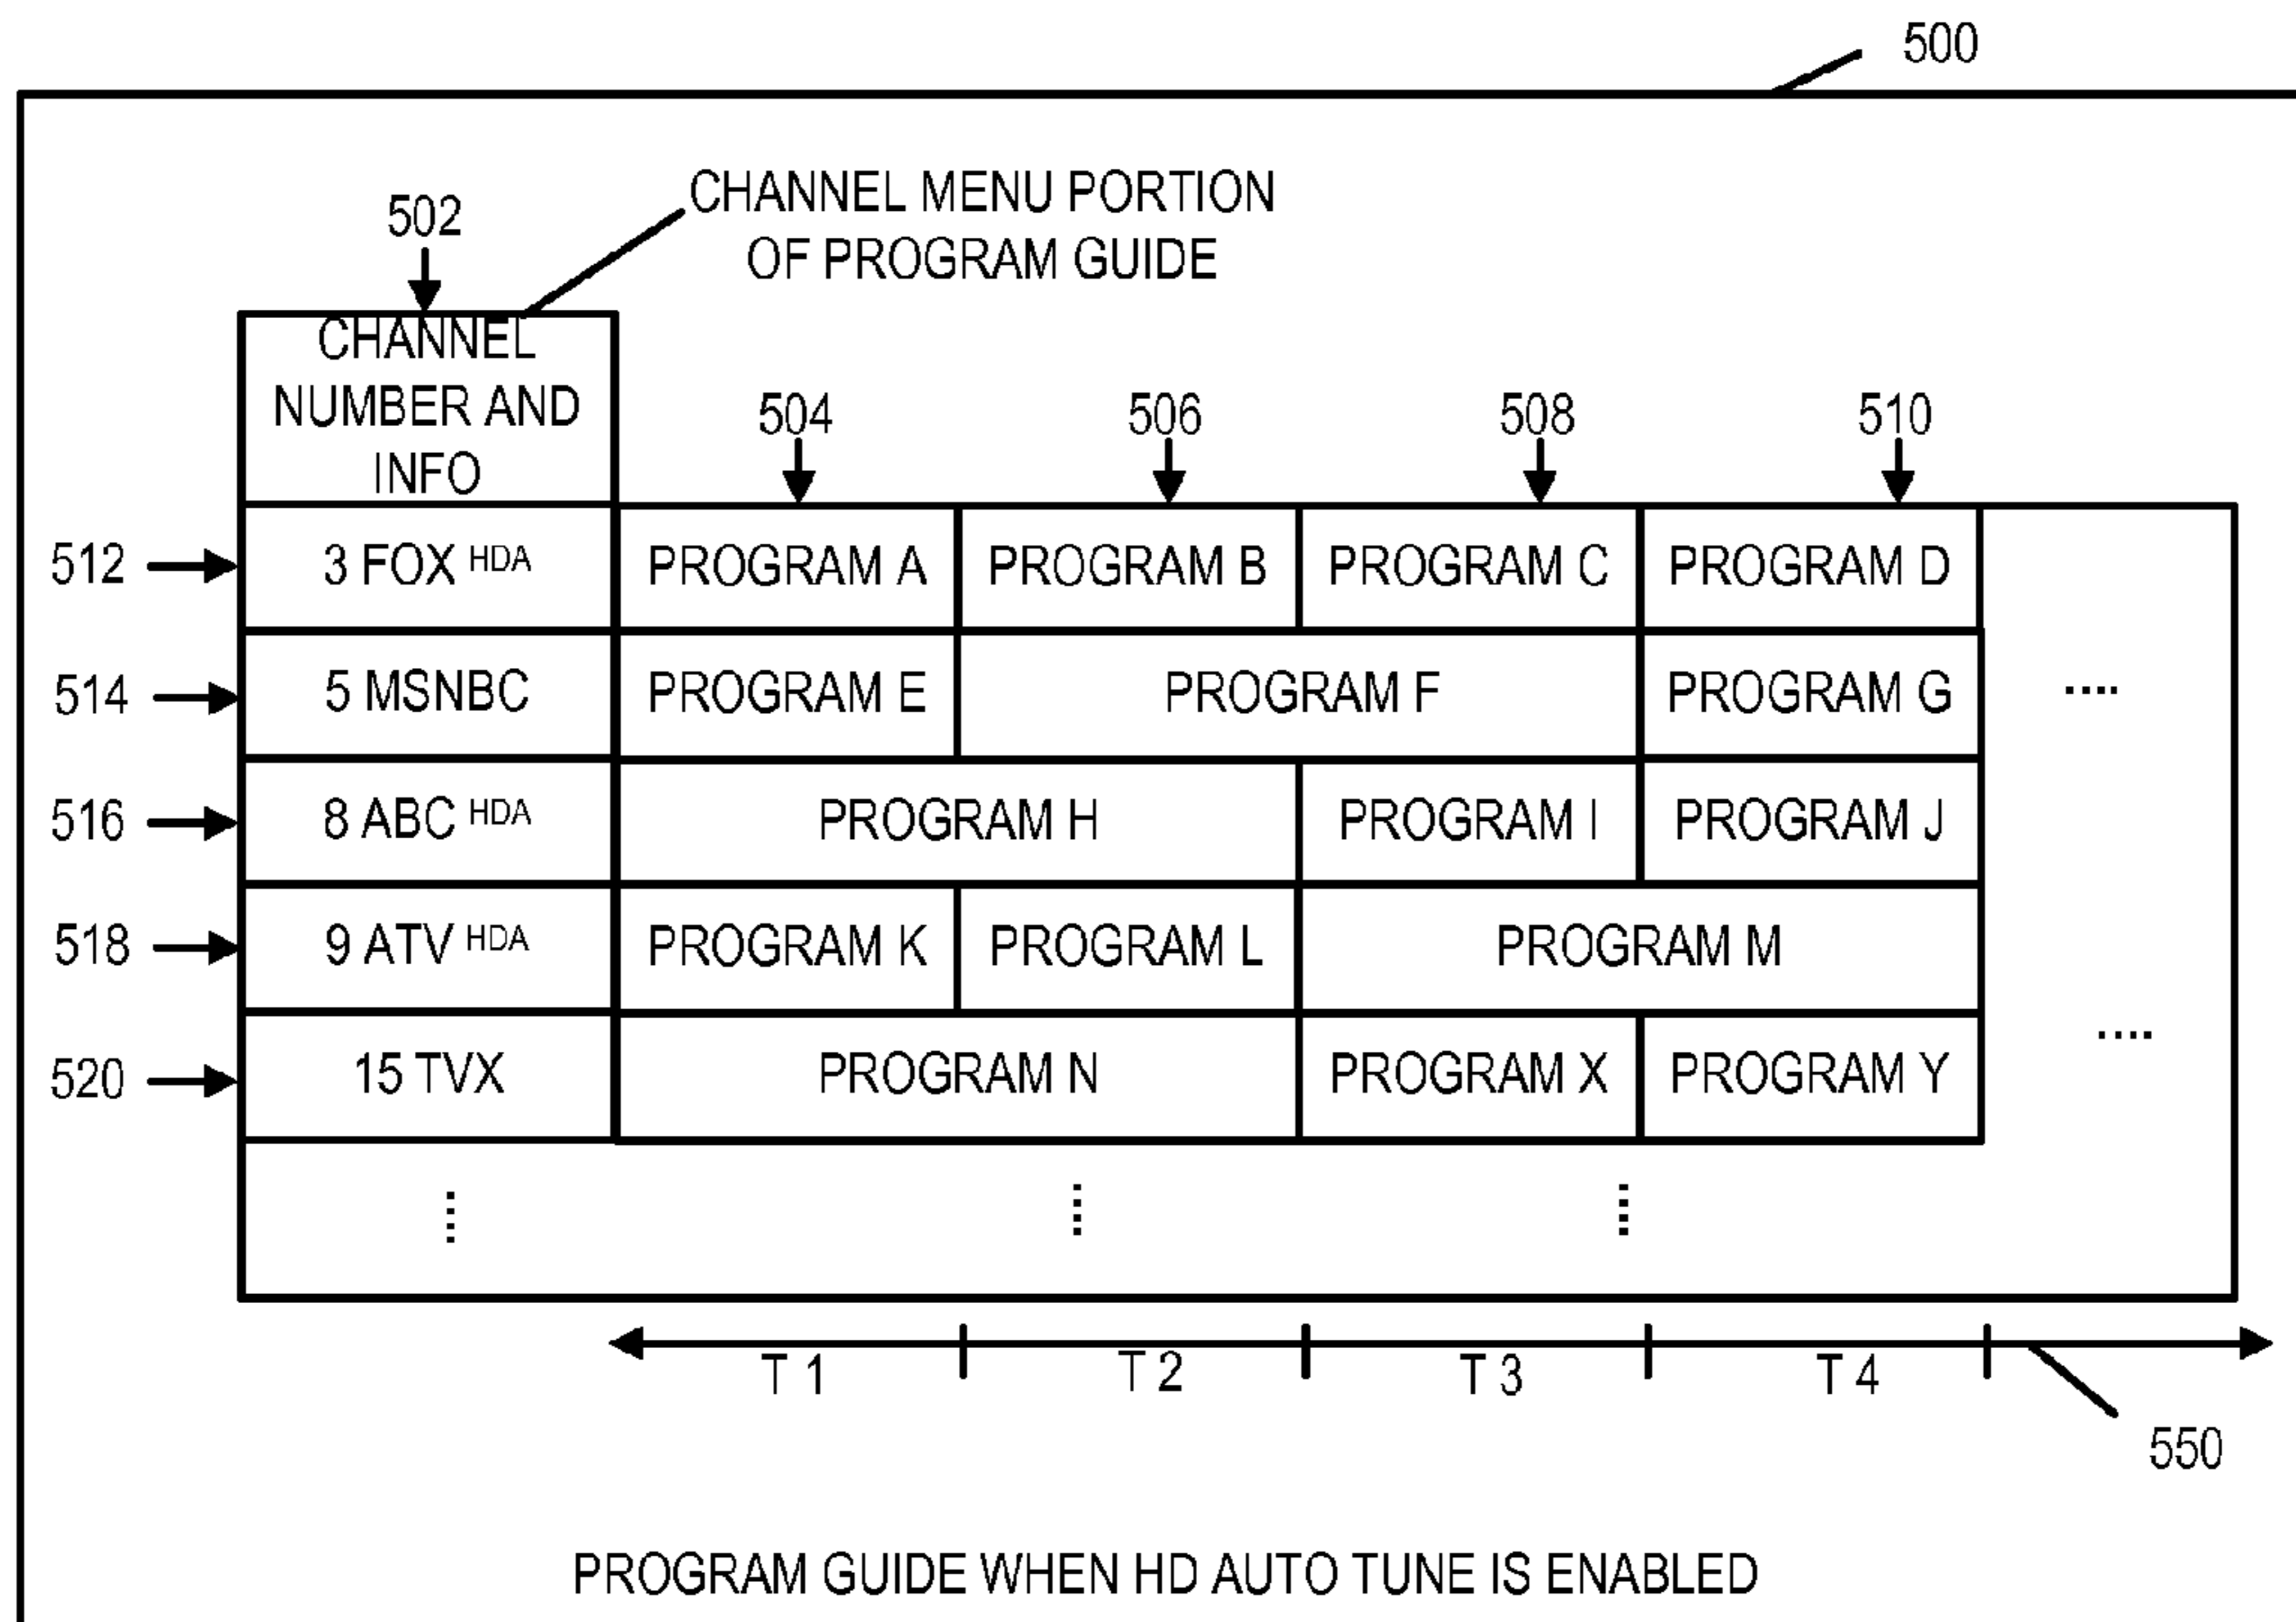 500
502
CHANNEL MENU PORTION
OF PROGRAM GUIDE
CHANNEL
NUMBER AND
INFO
504 506 508 510
512 3 FOX HDA PROGRAM A PROGRAM B PROGRAM C PROGRAM D
514 5 MSNBC PROGRAM E PROGRAM F PROGRAM G ....
516 8 ABC HDA PROGRAM H PROGRAM I PROGRAM J
518 9 ATV HDA PROGRAM K PROGRAM L PROGRAM M
520 15 TVX PROGRAM N PROGRAM X PROGRAM Y ....
T 1 T 2 T 3 T 4
550
PROGRAM GUIDE WHEN HD AUTO TUNE IS ENABLED